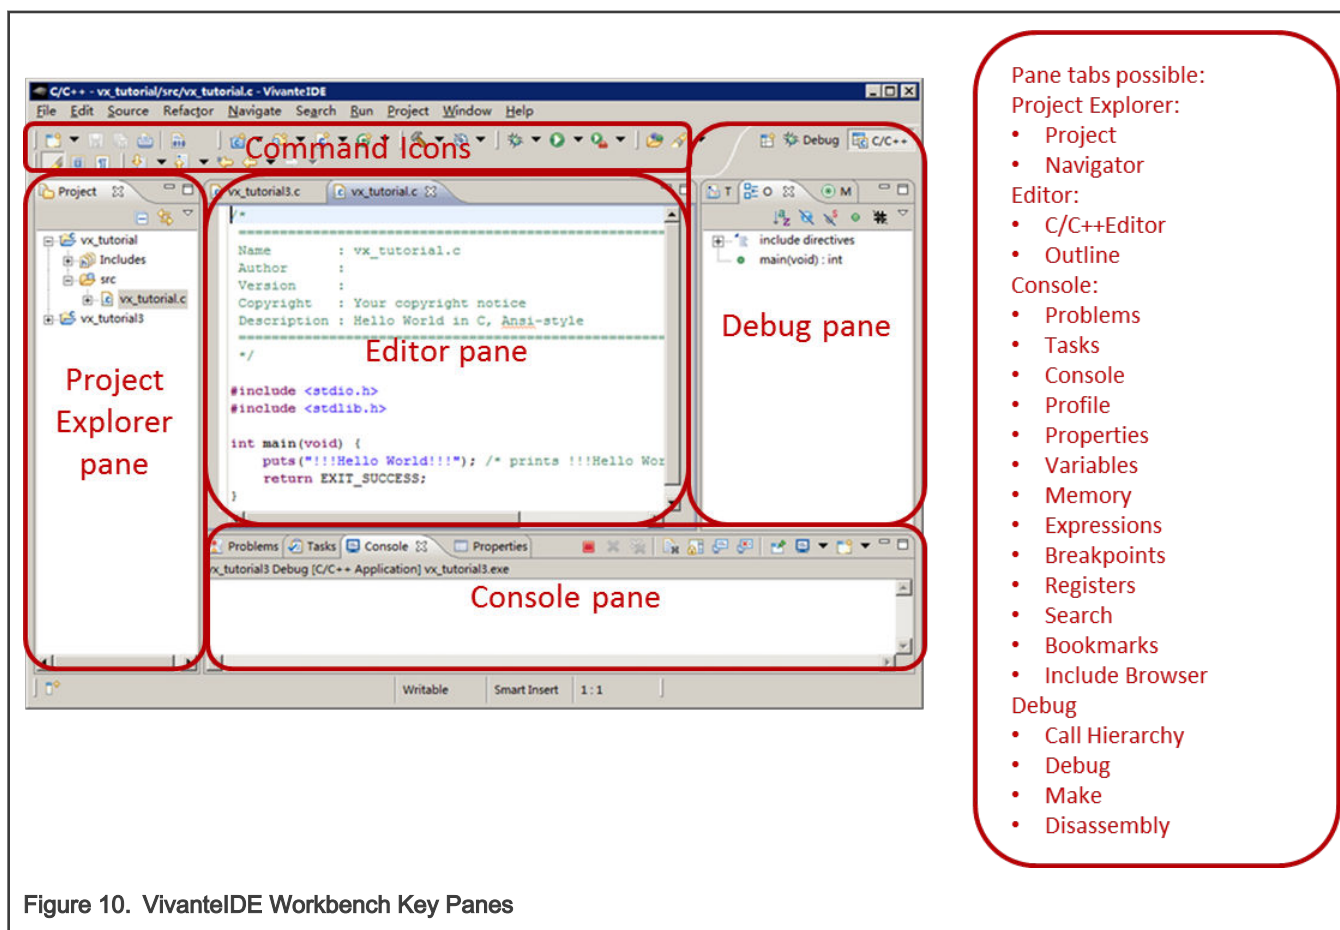 C/C++ - vx_tutorial/src/vx_tutorial.c - VivanteIDE
File Edit Source Refactor Navigate Search Run Project Window Help
Command Icons
Debug C/C++
Project
vx_tutorial
Includes
src
vx_tutorial.c
vx_tutorial3
Project
Explorer
pane
vx_tutorial3.c vx_tutorial.c
/*
Name : vx_tutorial.c
Author :
Version :
Copyright : Your copyright notice
Description : Hello World in C, Ansi-style
*/
Editor pane
#include <stdio.h>
#include <stdlib.h>
int main(void) {
puts("!!!Hello World!!!"); /* prints !!!Hello Wor
return EXIT_SUCCESS;
}
T O M
include directives
main(void) : int
Debug pane
Problems Tasks Console Properties
vx_tutorial3 Debug [C/C++ Application] vx_tutorial3.exe
Console pane
Writable Smart Insert 1 : 1
Pane tabs possible:
Project Explorer:
• Project
• Navigator
Editor:
• C/C++Editor
• Outline
Console:
• Problems
• Tasks
• Console
• Profile
• Properties
• Variables
• Memory
• Expressions
• Breakpoints
• Registers
• Search
• Bookmarks
• Include Browser
Debug
• Call Hierarchy
• Debug
• Make
• Disassembly
Figure 10. VivanteIDE Workbench Key Panes